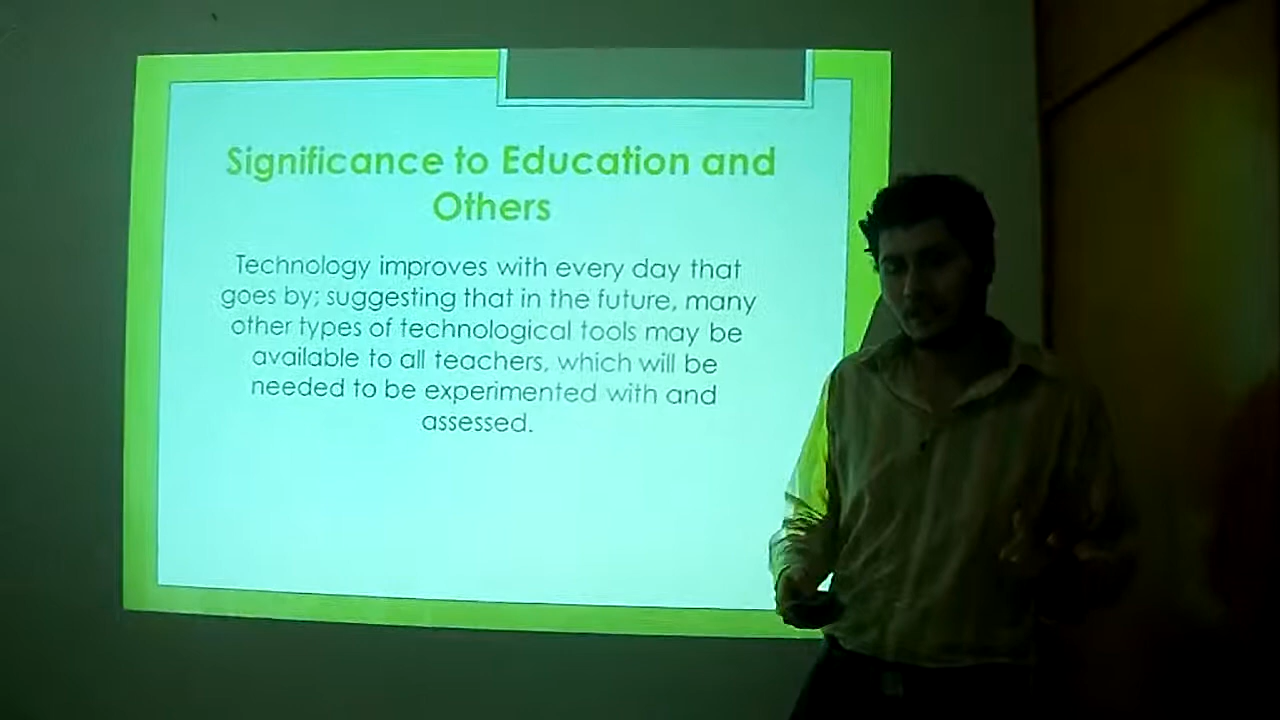 Significance to Education and
Others
Technology improves with every day that
goes by; suggesting that in the future, many
other types of technological tools may be
available to all teachers, which will be
needed to be experimented with and
assessed.